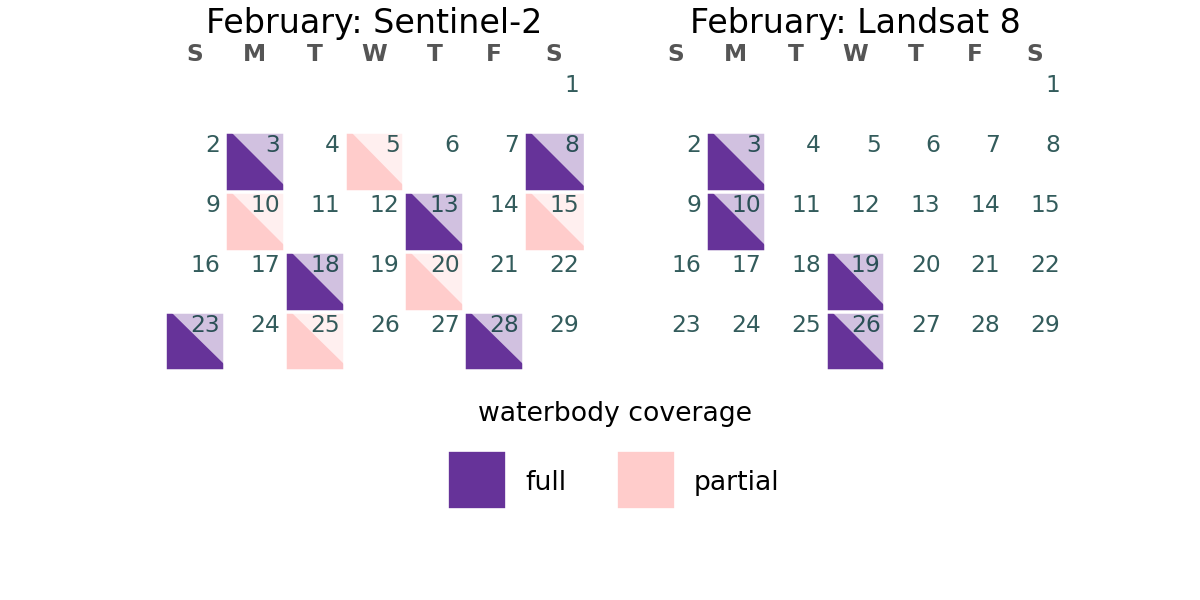 February: Sentinel-2
S M T W T F S
1
2 3 4 5 6 7 8
9 10 11 12 13 14 15
16 17 18 19 20 21 22
23 24 25 26 27 28 29
February: Landsat 8
S M T W T F S
1
2 3 4 5 6 7 8
9 10 11 12 13 14 15
16 17 18 19 20 21 22
23 24 25 26 27 28 29
waterbody coverage
full
partial